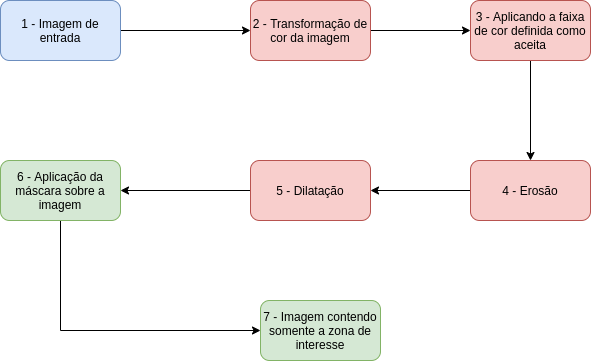 1 - Imagem de
entrada
2 - Transformação de
cor da imagem
3 - Aplicando a faixa
de cor definida como
aceita
4 - Erosão
5 - Dilatação
6 - Aplicação da
máscara sobre a
imagem
7 - Imagem contendo
somente a zona de
interesse